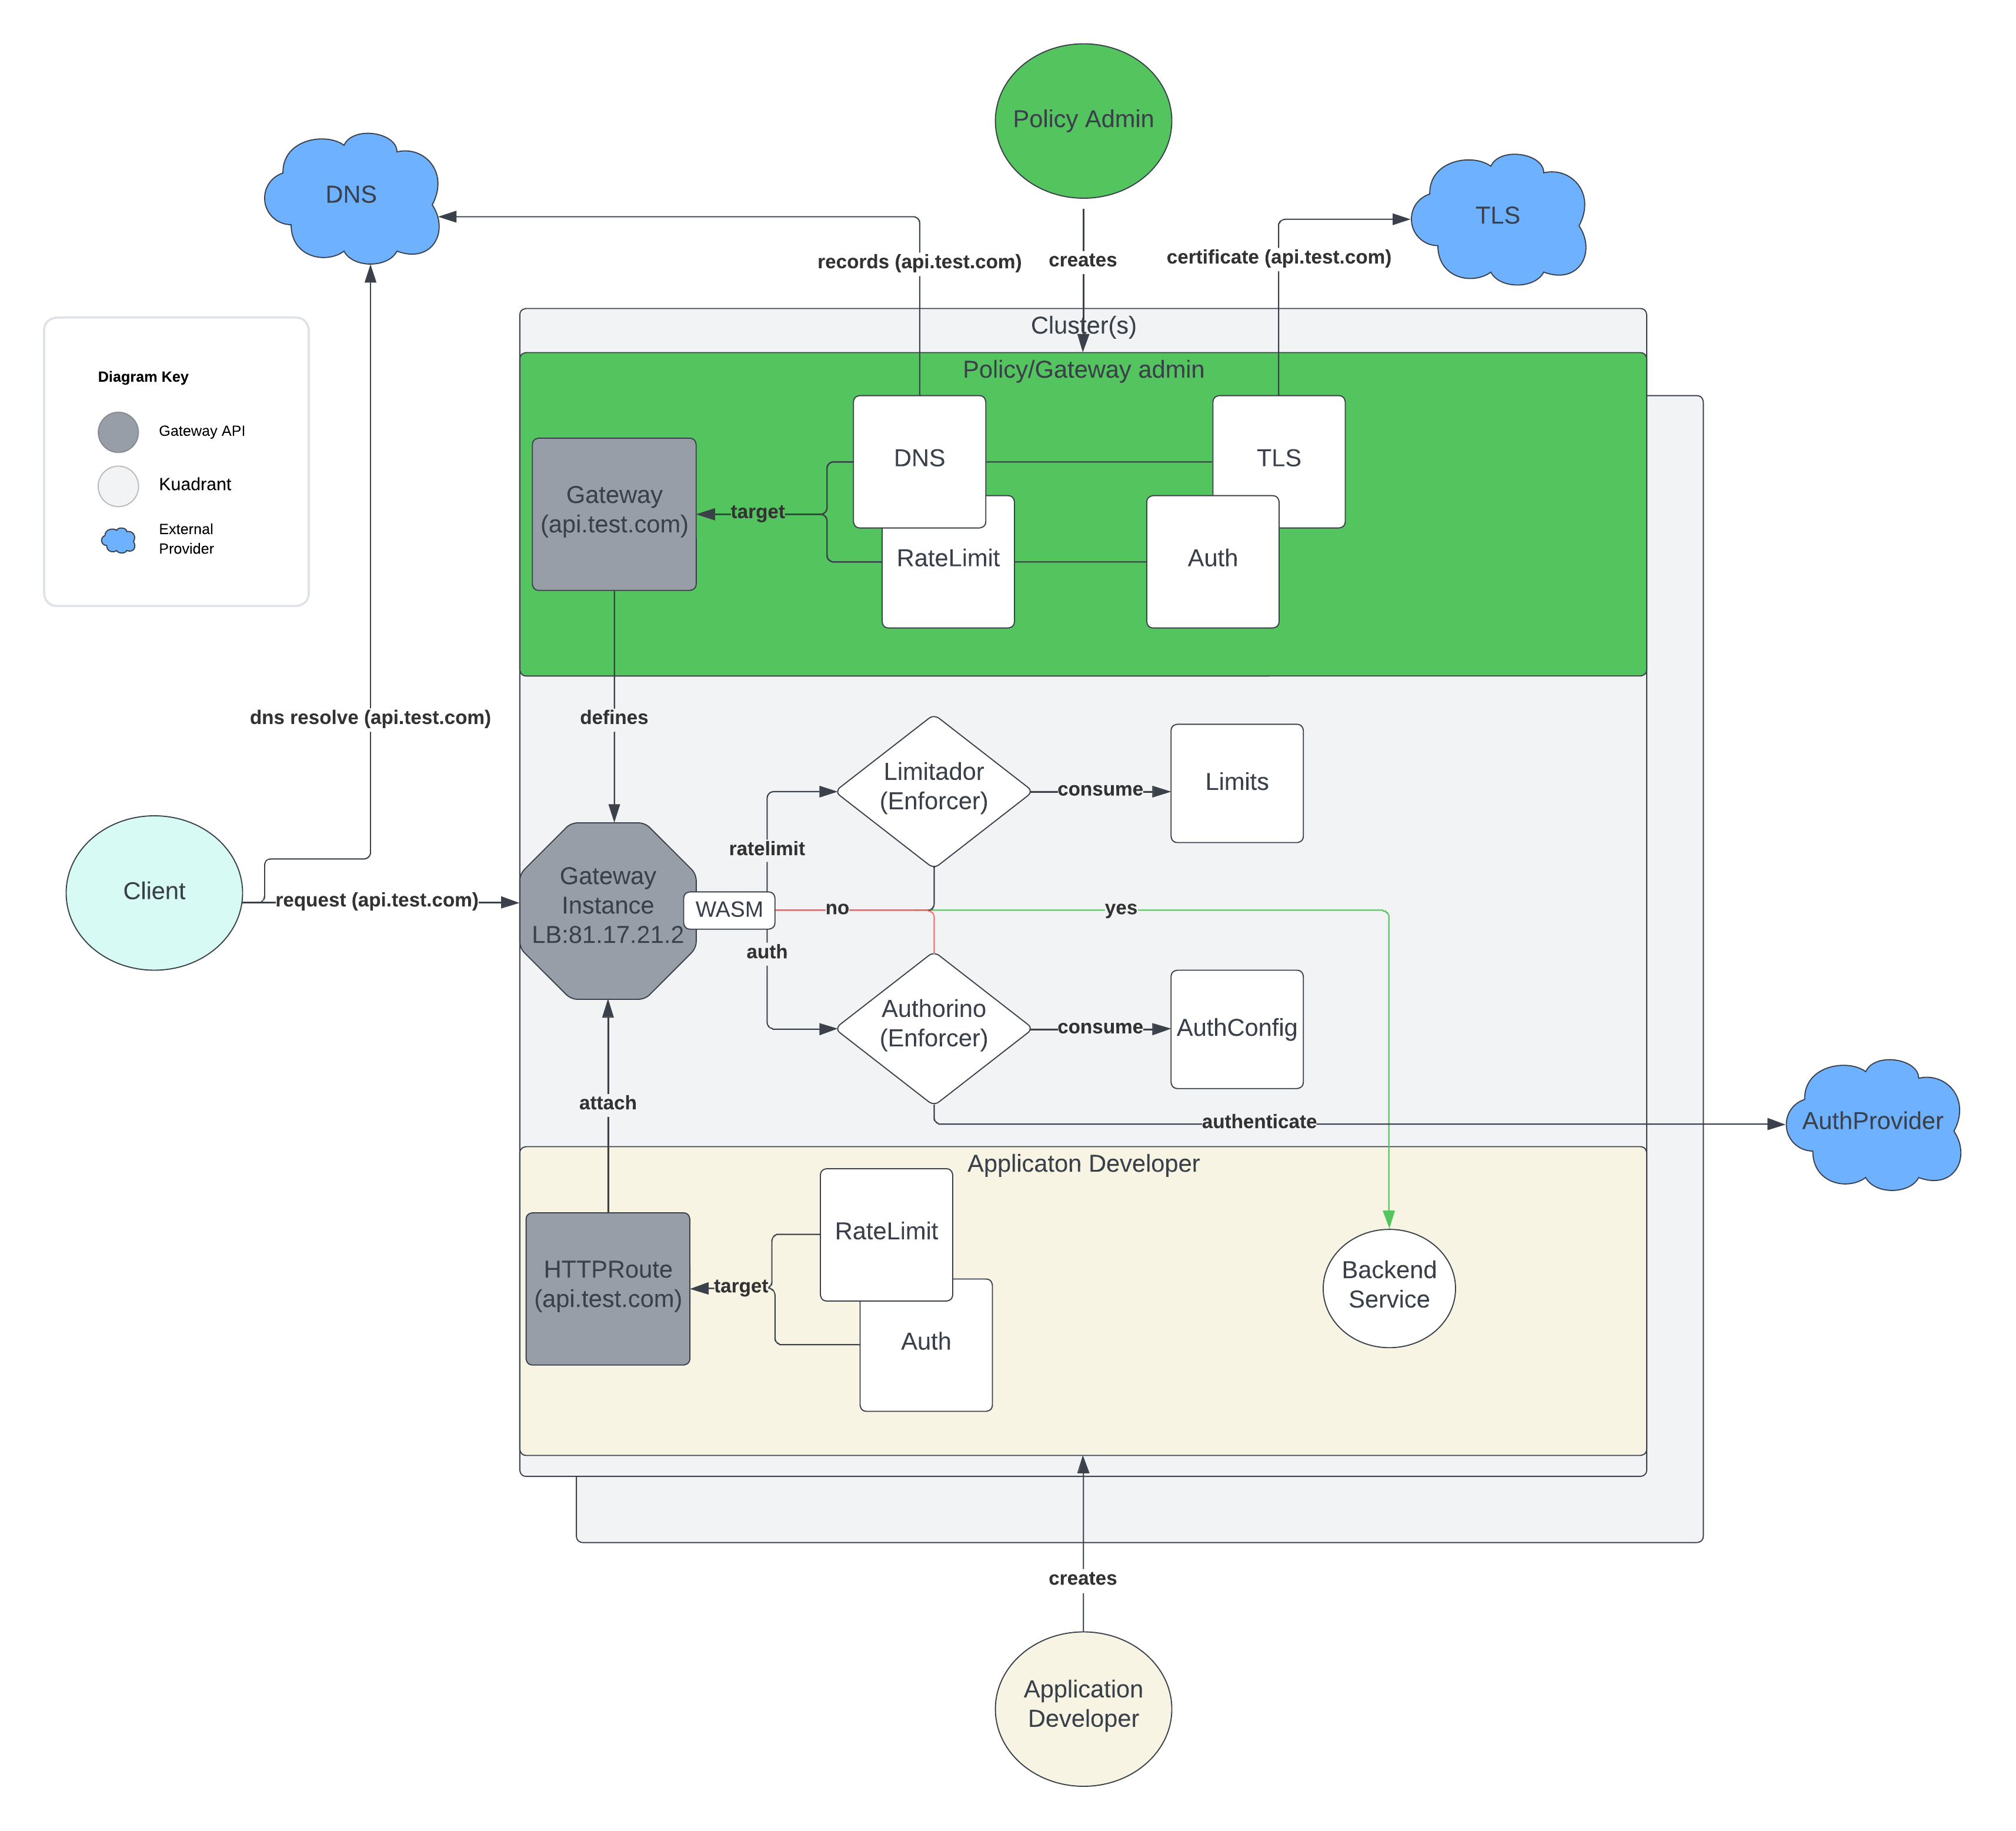 Policy Admin
DNS
TLS
records (api.test.com)
creates
certificate (api.test.com)
Cluster(s)
Policy/Gateway admin
Diagram Key
Gateway API
Kuadrant
External
Provider
DNS
TLS
Gateway
(api.test.com)
target
RateLimit
Auth
dns resolve (api.test.com)
defines
Limitador
(Enforcer)
consume
Limits
ratelimit
Client
request (api.test.com)
Gateway
Instance
LB:81.17.21.2
WASM
no
yes
auth
Authorino
(Enforcer)
consume
AuthConfig
attach
authenticate
AuthProvider
Applicaton Developer
RateLimit
HTTPRoute
(api.test.com)
target
Auth
Backend
Service
creates
Application
Developer